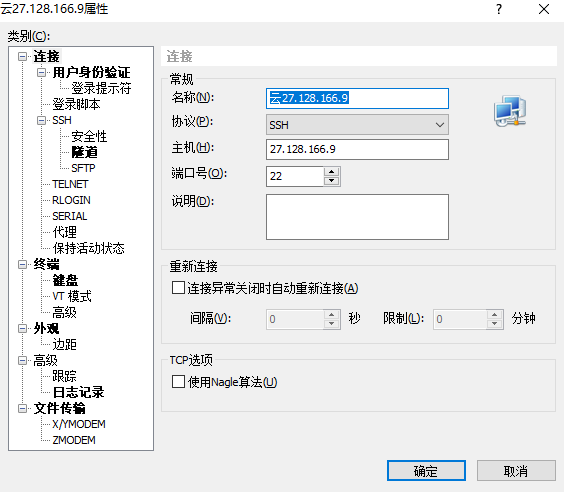 云27.128.166.9属性
类别(C):
连接
用户身份验证
登录提示符
登录脚本
SSH
安全性
隧道
SFTP
TELNET
RLOGIN
SERIAL
代理
保持活动状态
终端
键盘
VT 模式
高级
外观
边距
高级
跟踪
日志记录
文件传输
X/YMODEM
ZMODEM
连接
常规
名称(N): 云27.128.166.9
协议(P): SSH
主机(H): 27.128.166.9
端口号(O): 22
说明(D):
重新连接
连接异常关闭时自动重新连接(A)
间隔(V): 0 秒 限制(L): 0 分钟
TCP选项
使用Nagle算法(U)
确定 取消